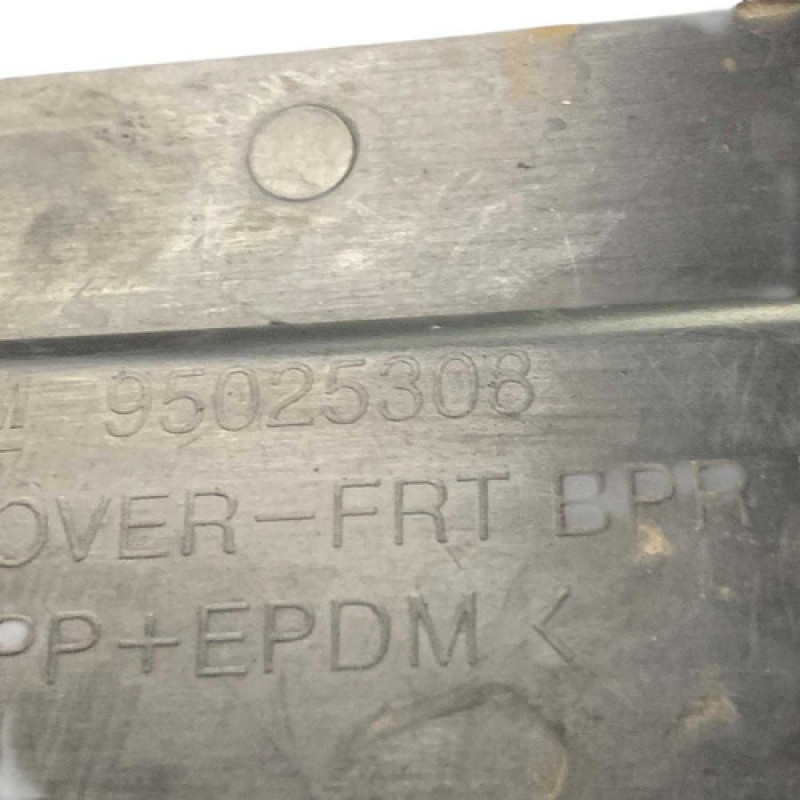 M 95025308
OVER-FRT BPR
PP+EPDM<